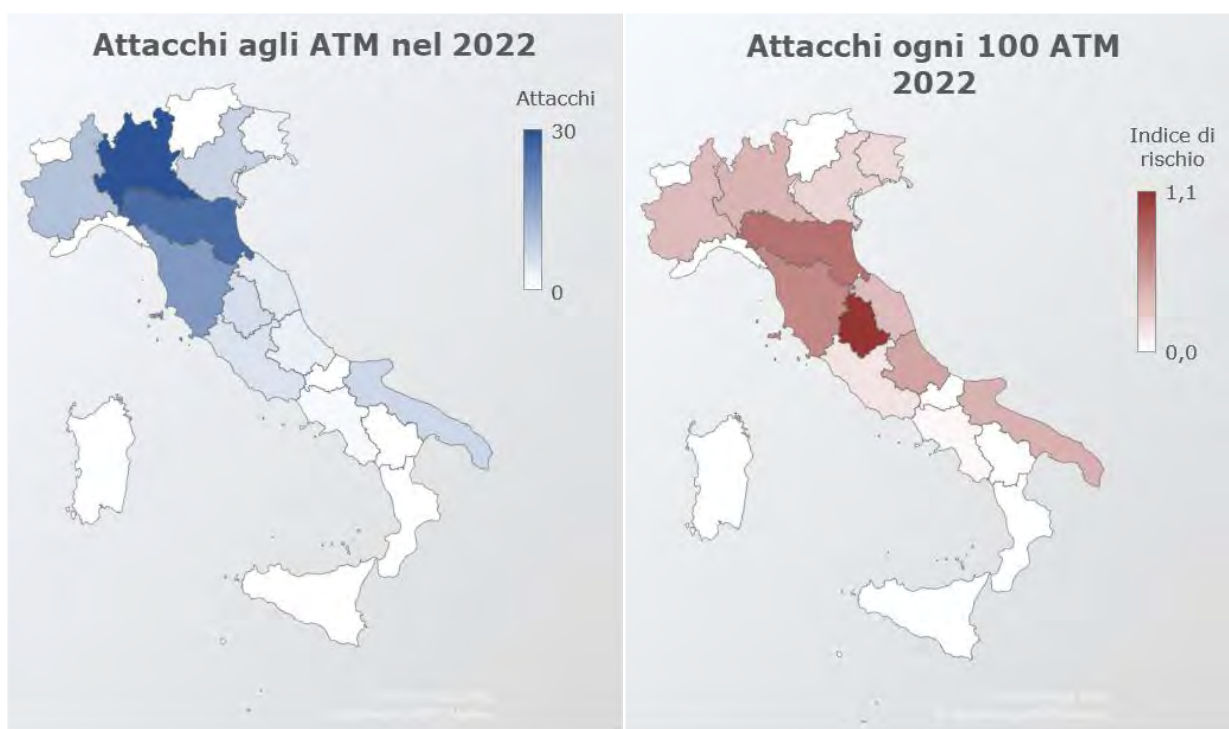 Attacchi agli ATM nel 2022
Attacchi
30
0
Attacchi ogni 100 ATM
2022
Indice di
rischio
1,1
0,0